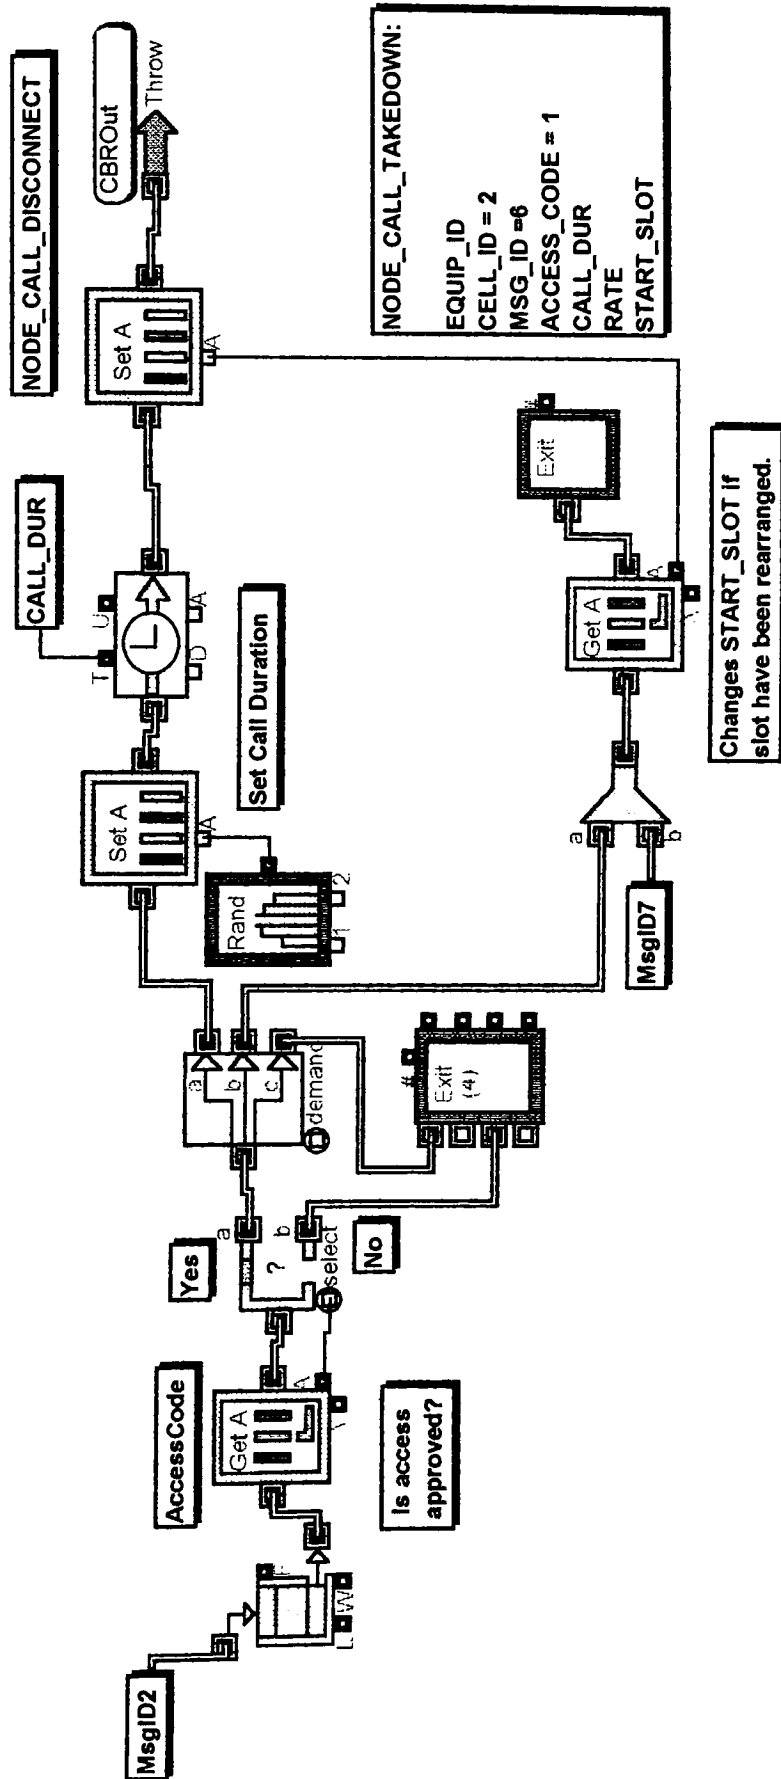 MsgID2
F
L
W
AccessCode
Get A
A
Is access
approved?
Yes
a
?
b
select
No
a
b
c
demand
#
Exit
(4)
Rand
1
2
Set A
A
Set Call Duration
CALL_DUR
T
U
D
A
Set A
A
NODE_CALL_DISCONNECT
CBROut
Throw
MsgID7
a
b
Get A
A
Exit
#
Changes START_SLOT if
slot have been rearranged.
NODE_CALL_TAKEDOWN:
EQUIP_ID
CELL_ID = 2
MSG_ID =6
ACCESS_CODE = 1
CALL_DUR
RATE
START_SLOT